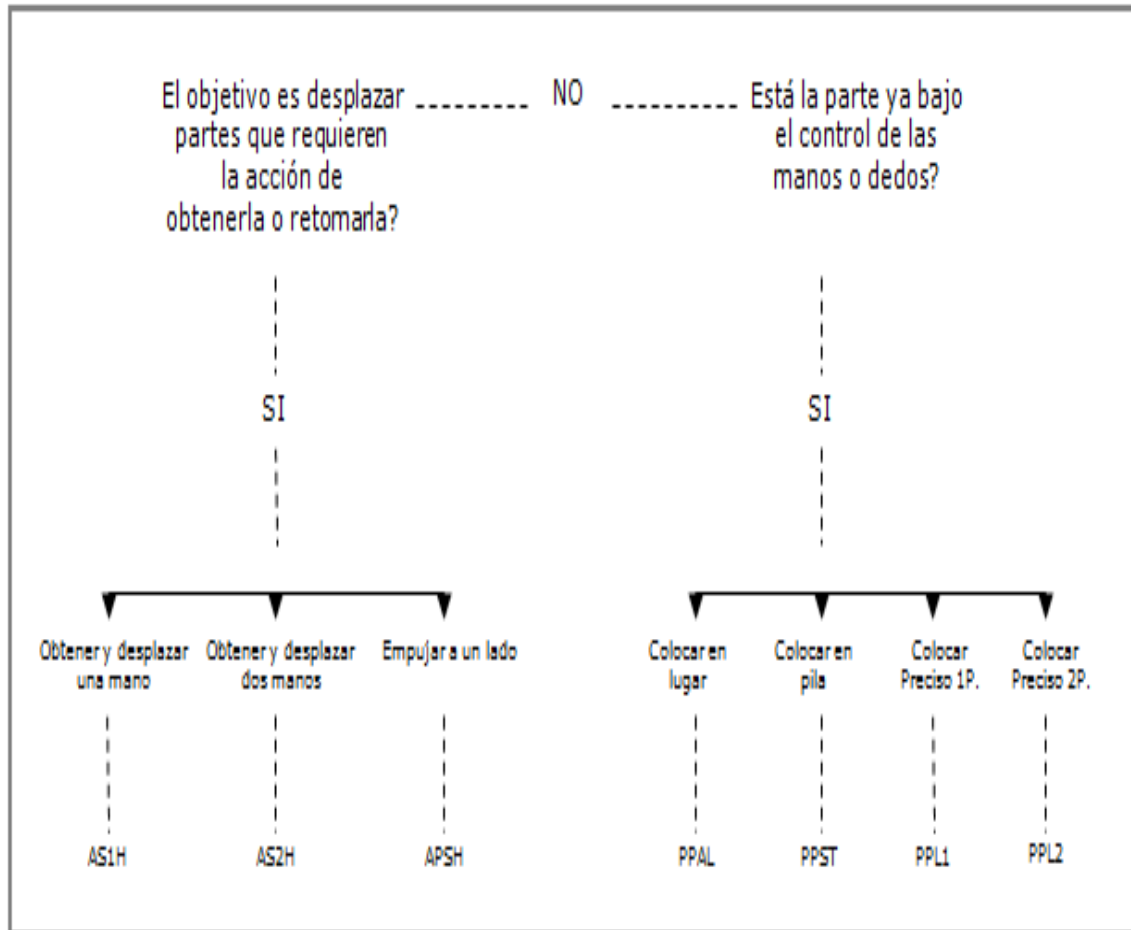 El objetivo es desplazar
partes que requieren
la acción de
obtenerla o retomarla?
NO
Está la parte ya bajo
el control de las
manos o dedos?
SI
SI
Obtener y desplazar
una mano
Obtener y desplazar
dos manos
Empujar a un lado
Colocar en
lugar
Colocar en
pila
Colocar
Preciso 1P.
Colocar
Preciso 2P.
AS1H
AS2H
APSH
PPAL
PPST
PPL1
PPL2